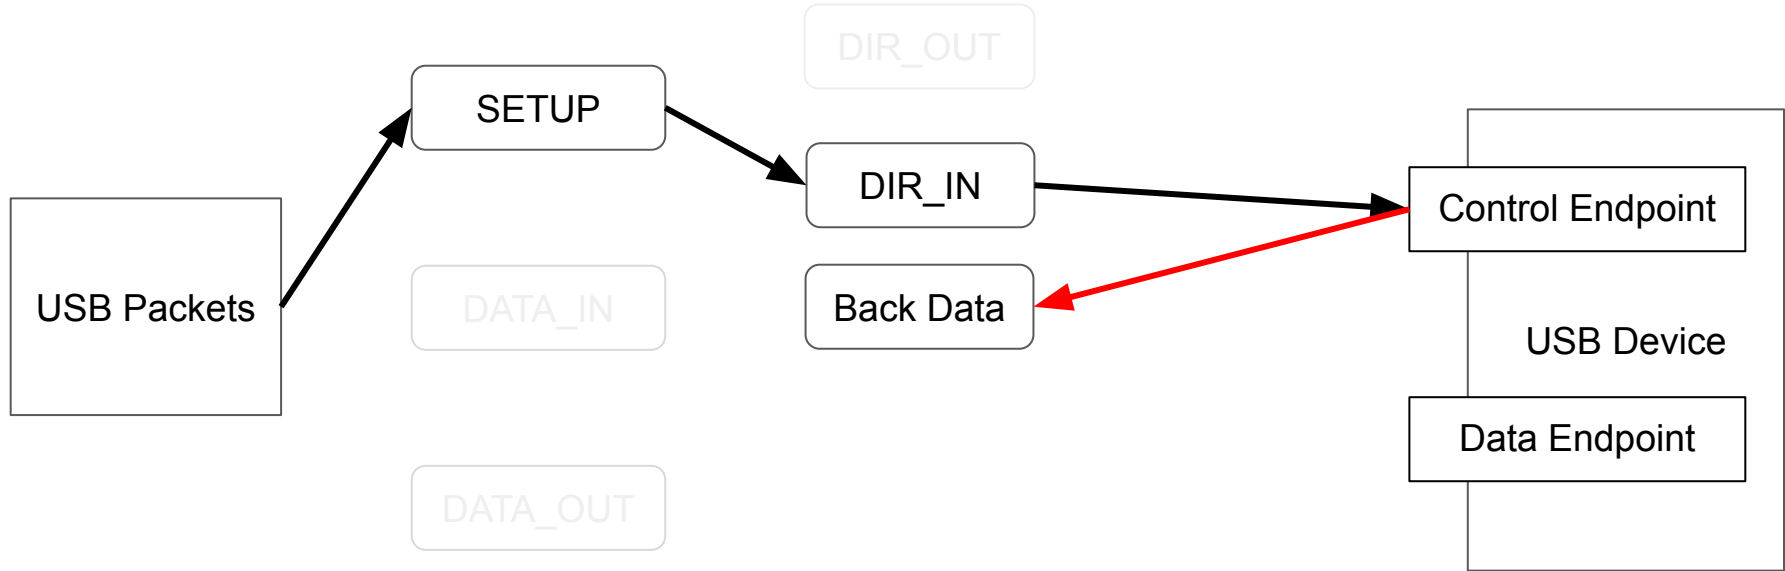 DIR_OUT
SETUP
DIR_IN
Control Endpoint
USB Packets
DATA_IN
Back Data
USB Device
Data Endpoint
DATA_OUT